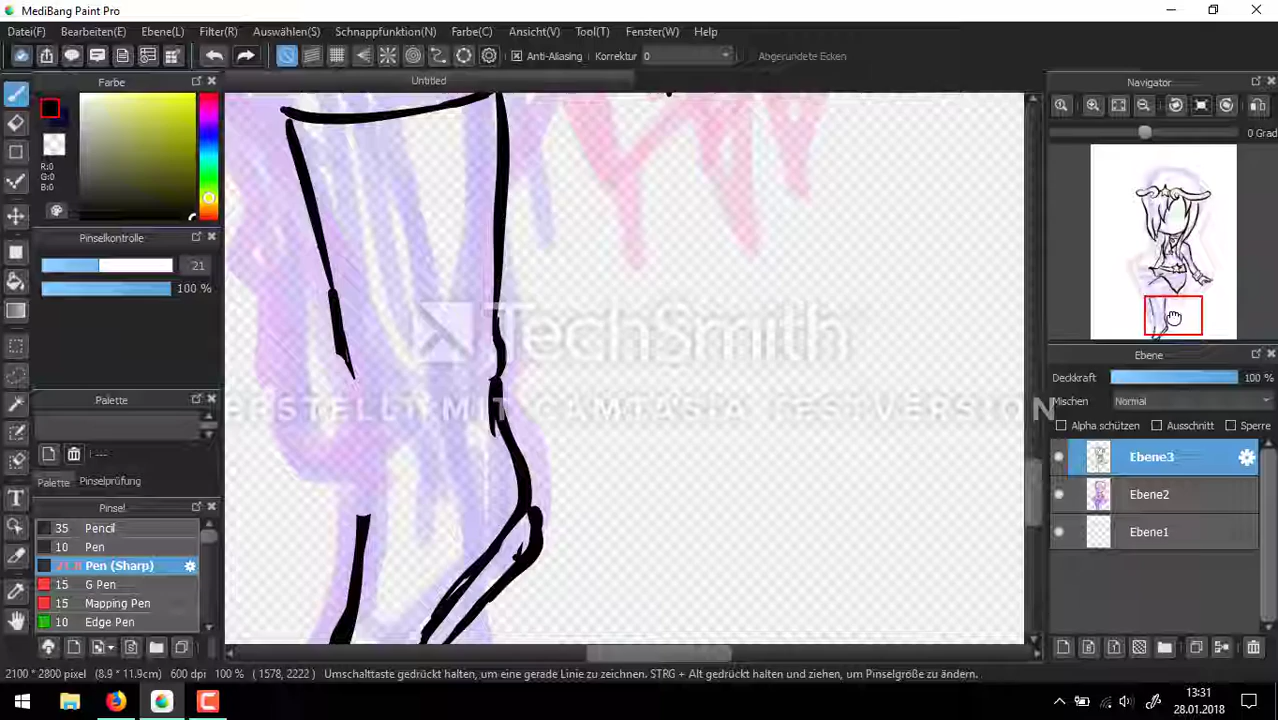 MediBang Paint Pro
Datei(F) Bearbeiten(E) Ebene(L) Filter(R) Auswählen(S) Schnappfunktion(N) Farbe(C) Ansicht(V) Tool(T) Fenster(W) Help
Anti-Aliasing Korrektur 0 Abgerundete Ecken
Farbe
Untitled
Navigator
0 Grad
R:0
G:0
B:0
Pinselkontrolle
21
100 %
TechSmith
Ebene
Deckkraft 100 %
Mischen Normal
Palette
Alpha schützen Ausschnitt Sperre
Ebene3
Ebene2
Ebene1
Palette Pinselprüfung
Pinsel
35 Pencil
10 Pen
Pen (Sharp)
15 G Pen
15 Mapping Pen
10 Edge Pen
2100 * 2800 pixel (8.9 * 11.9cm) 600 dpi 100 % ( 1578, 2222 ) Umschalttaste gedrückt halten, um eine gerade Linie zu zeichnen. STRG + Alt gedrückt halten und ziehen, um Pinselgröße zu ändern.
13:31
28.01.2018